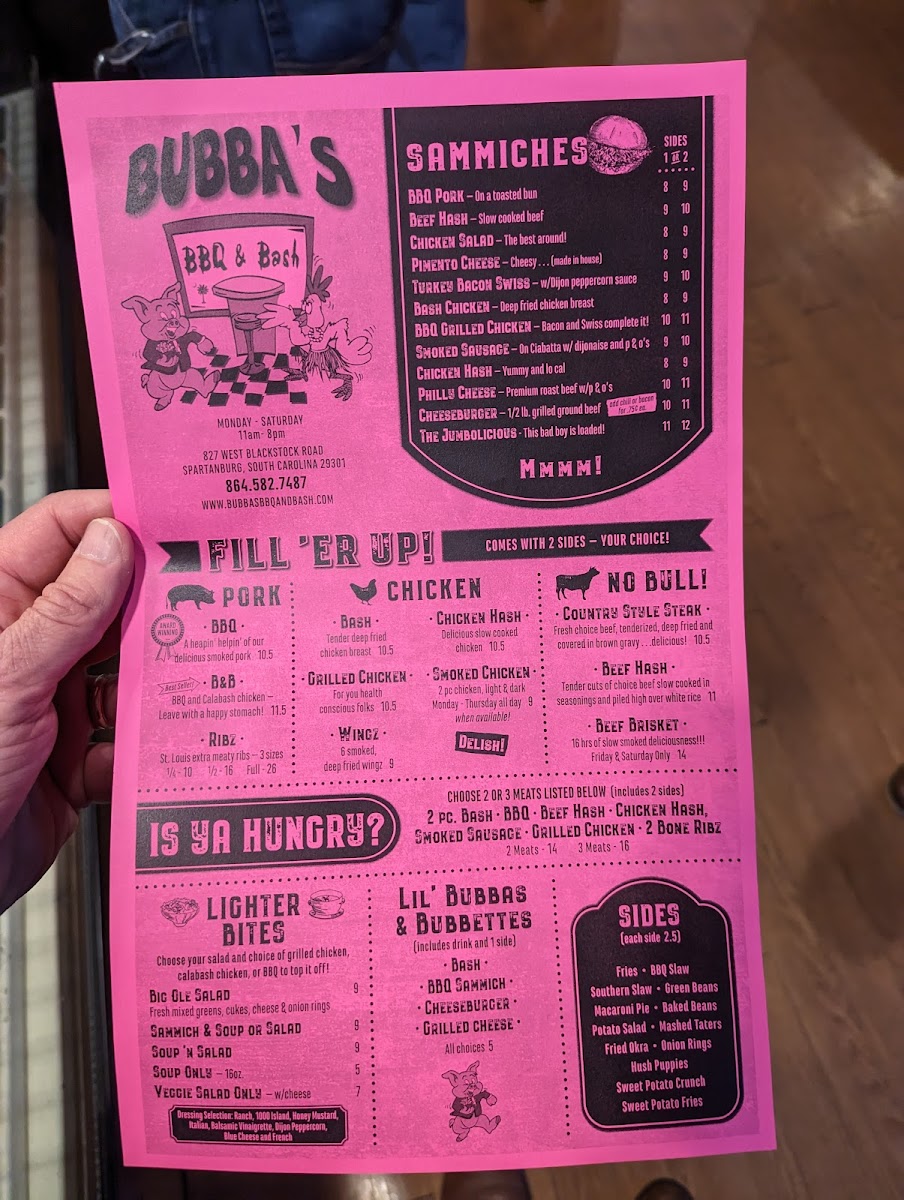 BUBBA'S
BBQ & Bash
MONDAY - SATURDAY
11am- 8pm
827 WEST BLACKSTOCK ROAD
SPARTANBURG, SOUTH CAROLINA 29301
864.582.7487
WWW.BUBBASBBQANDBASH.COM
SAMMICHES
SIDES
1 or 2
BBQ PORK – On a toasted bun 8 9
BEEF HASH – Slow cooked beef 9 10
CHICKEN SALAD – The best around! 8 9
PIMENTO CHEESE – Cheesy . . . (made in house) 8 9
TURKEY BACON SWISS – w/Dijon peppercorn sauce 9 10
BASH CHICKEN – Deep fried chicken breast 8 9
BBQ GRILLED CHICKEN – Bacon and Swiss complete it! 10 11
SMOKED SAUSAGE – On Ciabatta w/ dijonaise and p & o's 9 10
CHICKEN HASH – Yummy and lo cal 8 9
PHILLY CHEESE – Premium roast beef w/p & o's 10 11
CHEESEBURGER – 1/2 lb. grilled ground beef 10 11
add chili or bacon
for .75¢ ea.
THE JUMBOLICIOUS - This bad boy is loaded! 11 12
MMMM!
FILL 'ER UP!
COMES WITH 2 SIDES – YOUR CHOICE!
PORK
AWARD
WINNING
· BBQ ·
A heapin' helpin' of our
delicious smoked pork 10.5
Best Seller!
· B&B ·
BBQ and Calabash chicken –
Leave with a happy stomach! 11.5
· RIBZ ·
St. Louis extra meaty ribs – 3 sizes
1/4 - 10 1/2 - 16 Full - 26
CHICKEN
· BASH ·
Tender deep fried
chicken breast 10.5
· GRILLED CHICKEN ·
For you health
conscious folks 10.5
· WINGZ ·
6 smoked,
deep fried wingz 9
CHICKEN HASH ·
Delicious slow cooked
chicken 10.5
· SMOKED CHICKEN ·
2 pc chicken, light & dark
Monday - Thursday all day 9
when available!
DELISH!
NO BULL!
· COUNTRY STYLE STEAK ·
Fresh choice beef, tenderized, deep fried and
covered in brown gravy . . . delicious! 10.5
· BEEF HASH ·
Tender cuts of choice beef slow cooked in
seasonings and piled high over white rice 11
· BEEF BRISKET ·
16 hrs of slow smoked deliciousness!!!
Friday & Saturday Only 14
IS YA HUNGRY?
CHOOSE 2 OR 3 MEATS LISTED BELOW (includes 2 sides)
2 PC. BASH · BBQ · BEEF HASH · CHICKEN HASH,
SMOKED SAUSAGE · GRILLED CHICKEN · 2 BONE RIBZ
2 Meats - 14 3 Meats - 16
LIGHTER
BITES
Choose your salad and choice of grilled chicken,
calabash chicken, or BBQ to top it off!
BIG OLE SALAD 9
Fresh mixed greens, cukes, cheese & onion rings
SAMMICH & SOUP OR SALAD 9
SOUP 'N SALAD 9
SOUP ONLY – 16oz. 5
VEGGIE SALAD ONLY – w/cheese 7
Dressing Selection: Ranch, 1000 Island, Honey Mustard,
Italian, Balsamic Vinaigrette, Dijon Peppercorn,
Blue Cheese and French
LIL' BUBBAS
& BUBBETTES
(includes drink and 1 side)
· BASH ·
· BBQ SAMMICH ·
· CHEESEBURGER ·
· GRILLED CHEESE ·
All choices 5
SIDES
(each side 2.5)
Fries • BBQ Slaw
Southern Slaw • Green Beans
Macaroni Pie • Baked Beans
Potato Salad • Mashed Taters
Fried Okra • Onion Rings
Hush Puppies
Sweet Potato Crunch
Sweet Potato Fries